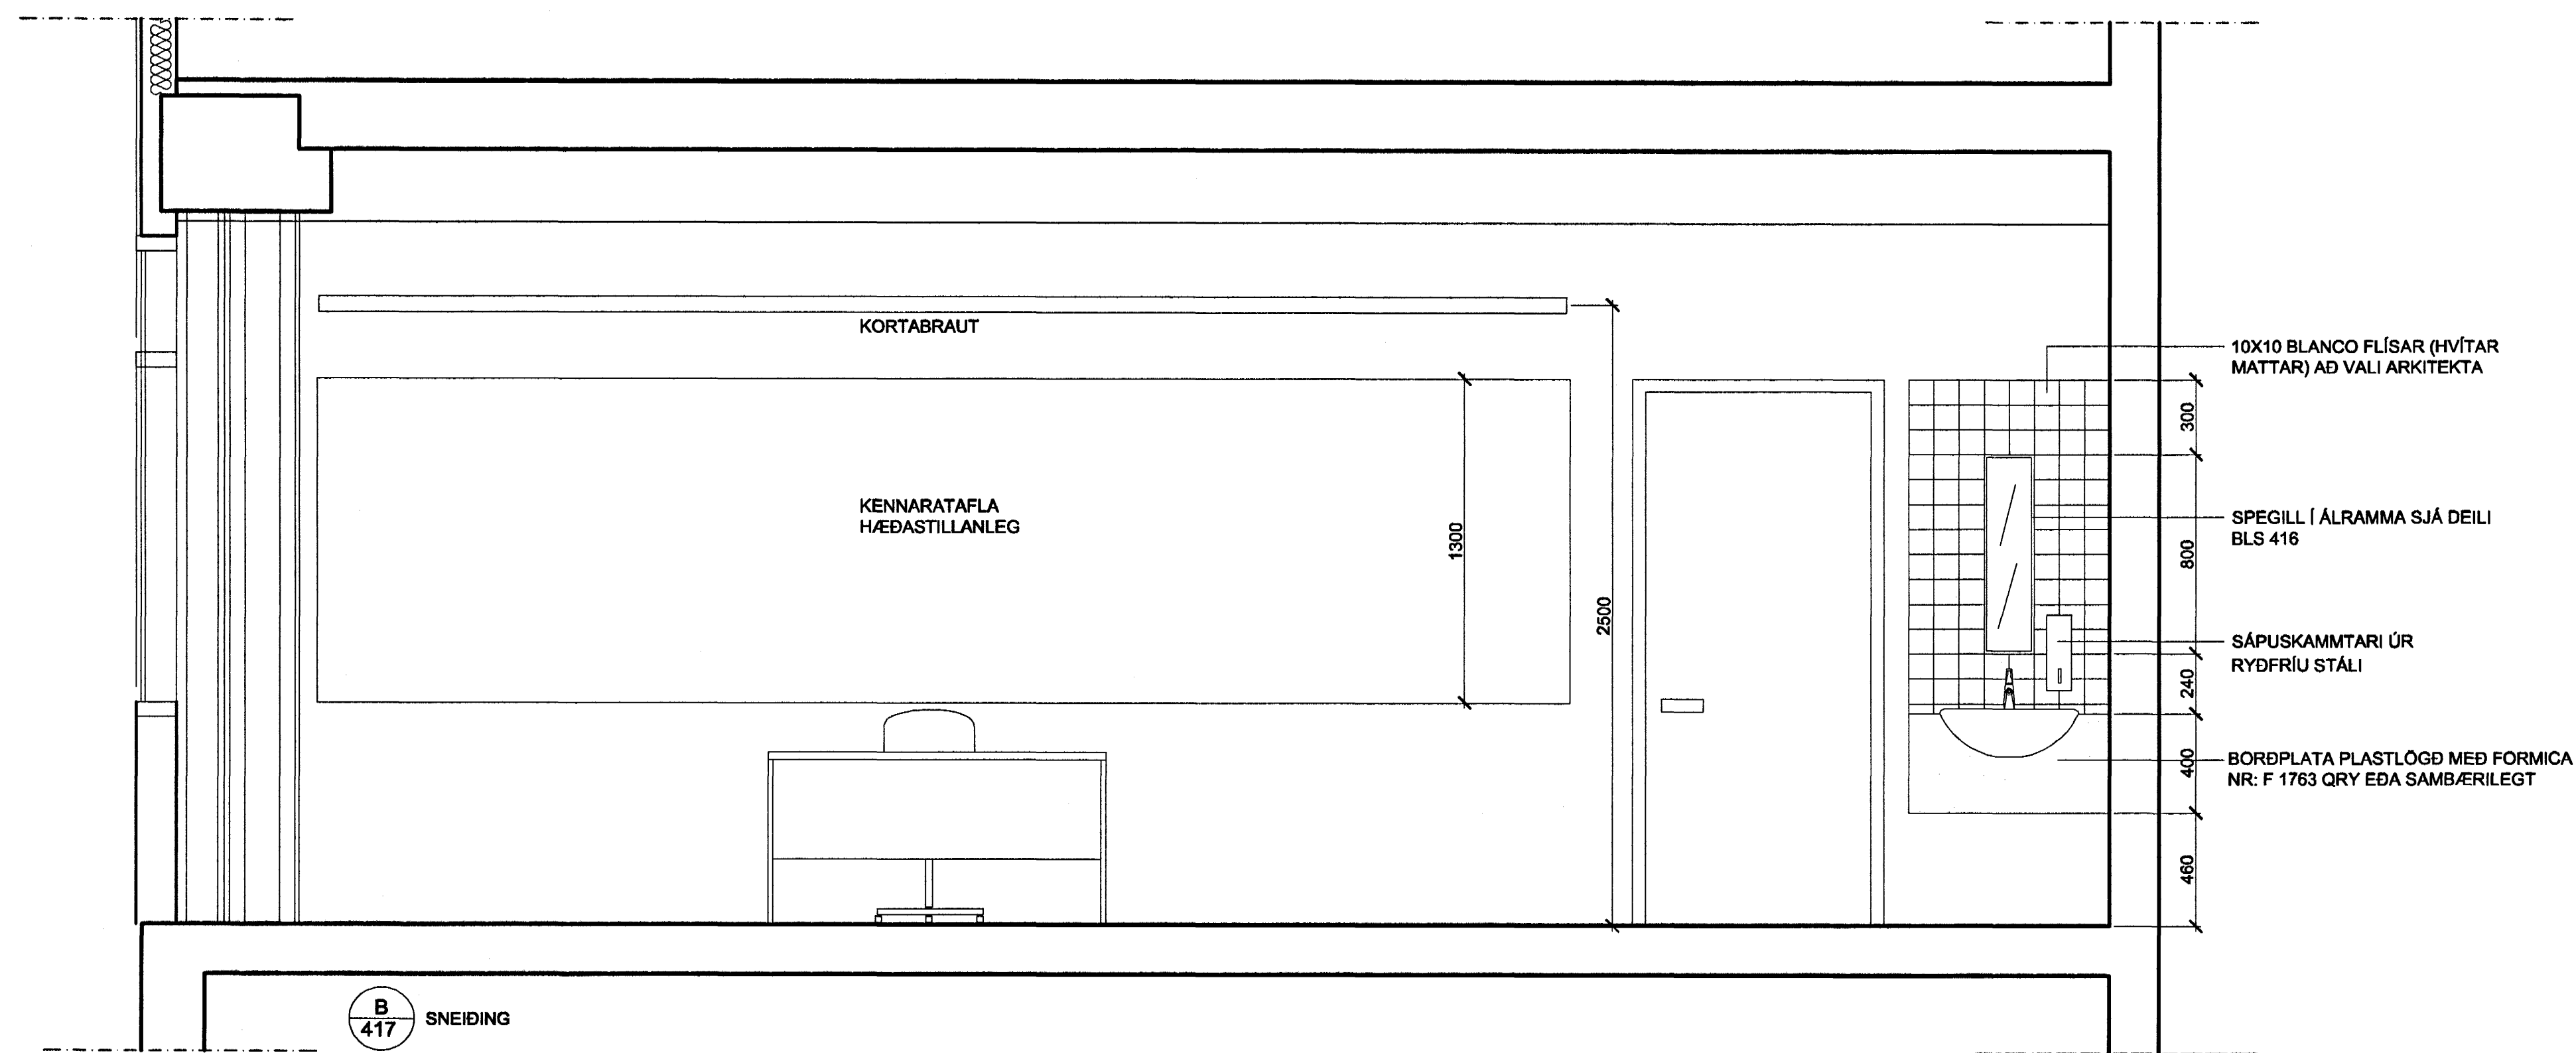 KORTABRAUT
10X10 BLANCO FLÍSAR (HVÍTAR
MATTAR) AÐ VALI ARKITEKTA
300
KENNARATAFLA
HÆÐASTILLANLEG
1300
2500
SPEGILL Í ÁLRAMMA SJÁ DEILI
BLS 416
800
SÁPUSKAMMTARI ÚR
RYÐFRÍU STÁLI
240
BORÐPLATA PLASTLÖGÐ MEÐ FORMICA
NR: F 1763 QRY EÐA SAMBÆRILEGT
400
460
B
417
SNEIÐING